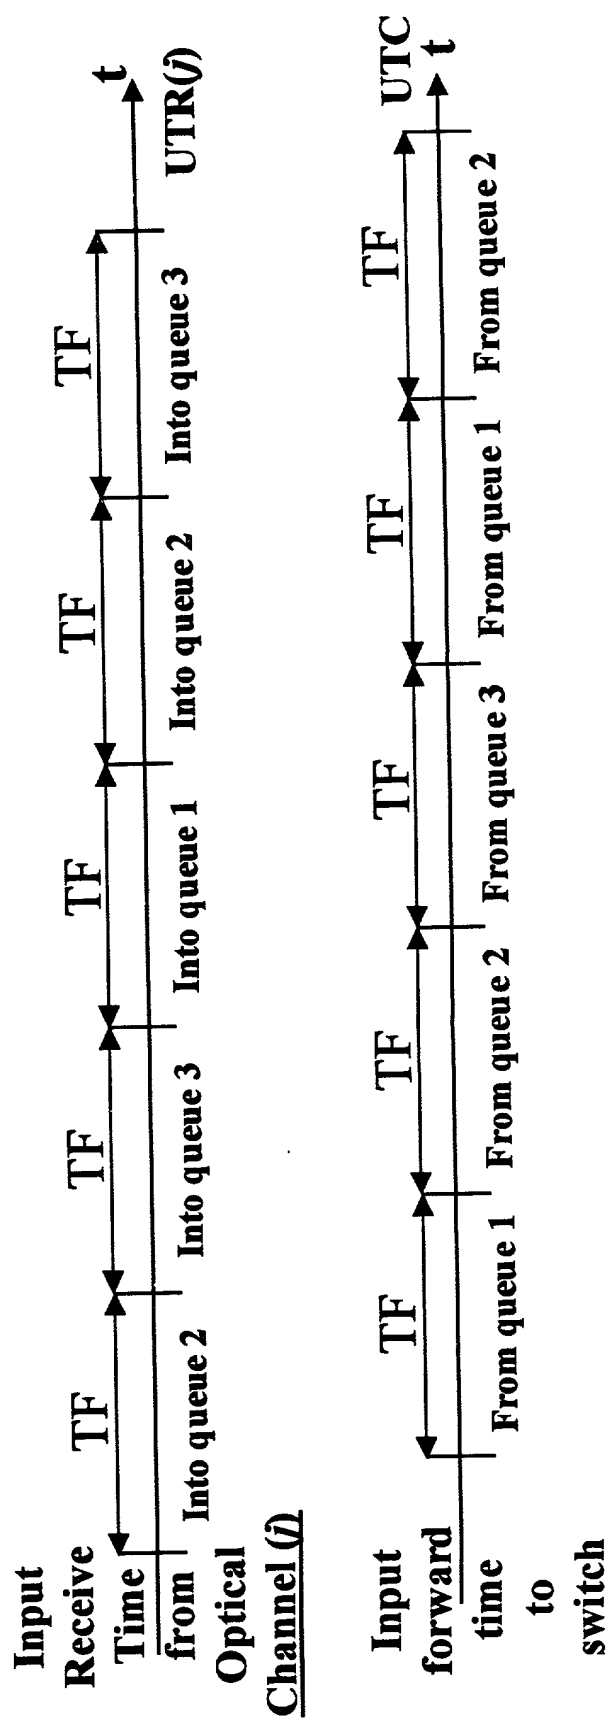 Input
Receive
Time
from
Optical
Channel (j)
TF
TF
TF
TF
TF
t
Into queue 2
Into queue 3
Into queue 1
Into queue 2
Into queue 3
UTR(j)
Input
forward
time
to
switch
TF
TF
TF
TF
TF
UTC
t
From queue 1
From queue 2
From queue 3
From queue 1
From queue 2